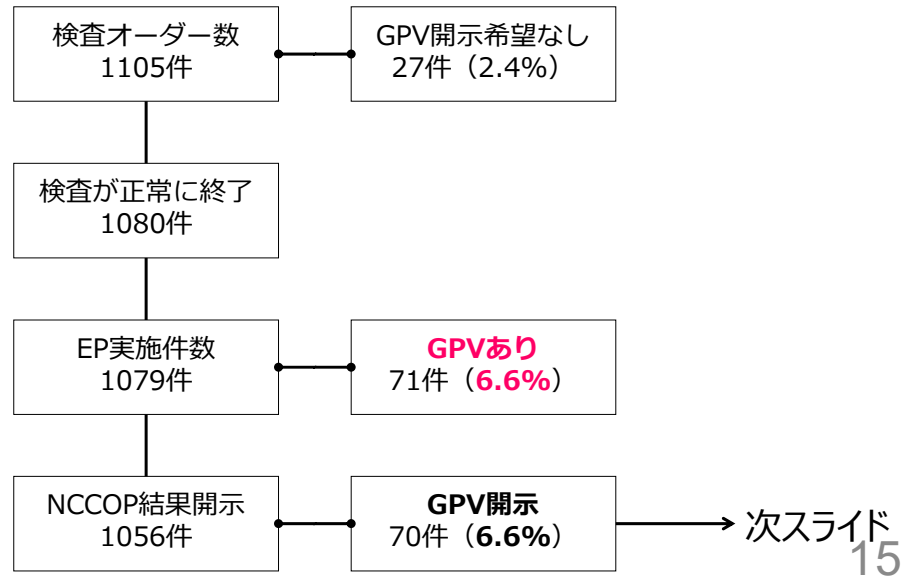 検査オーダー数
1105件
GPV開示希望なし
27件（2.4%）
検査が正常に終了
1080件
EP実施件数
1079件
GPVあり
71件（6.6%）
NCCOP結果開示
1056件
GPV開示
70件（6.6%）
次スライド
15